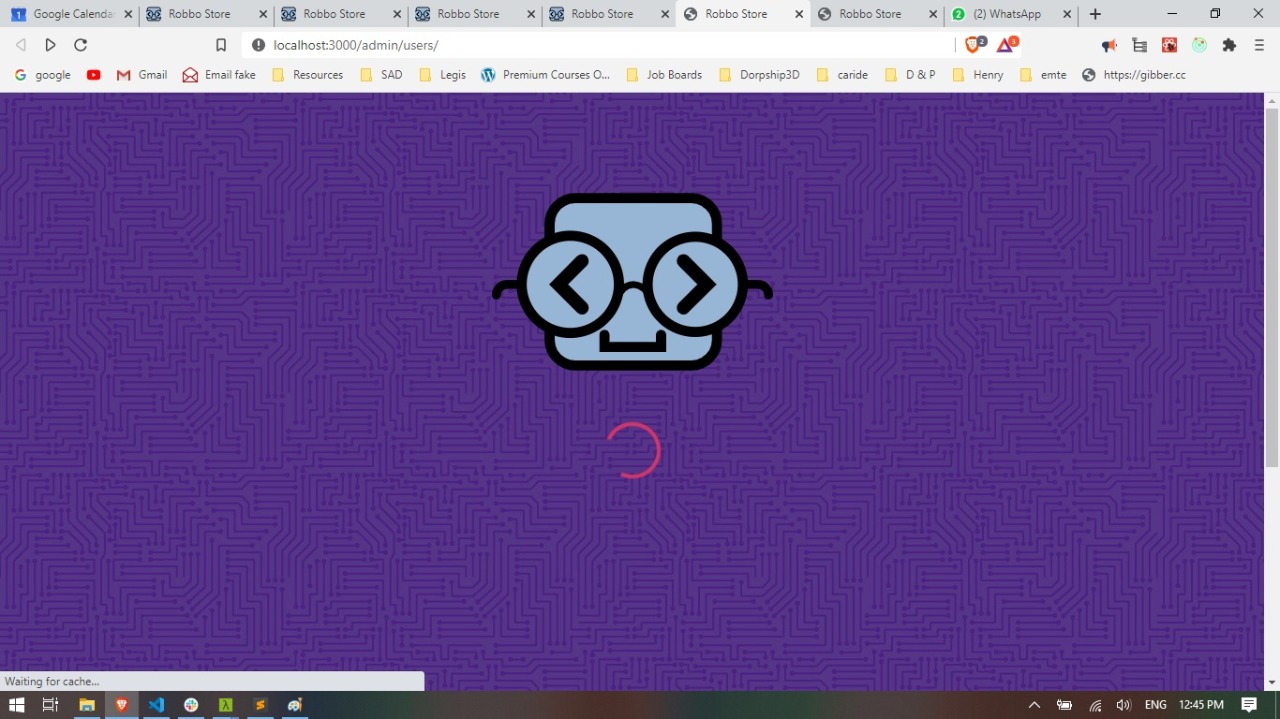 Google Calenda
Robbo Store
Robbo Store
Robbo Store
Robbo Store
Robbo Store
Robbo Store
(2) WhatsApp
localhost:3000/admin/users/
2
3
google
Gmail
Email fake
Resources
SAD
Legis
Premium Courses O...
Job Boards
Dorpship3D
caride
D & P
Henry
emte
https://gibber.cc
Waiting for cache...
ENG
12:45 PM